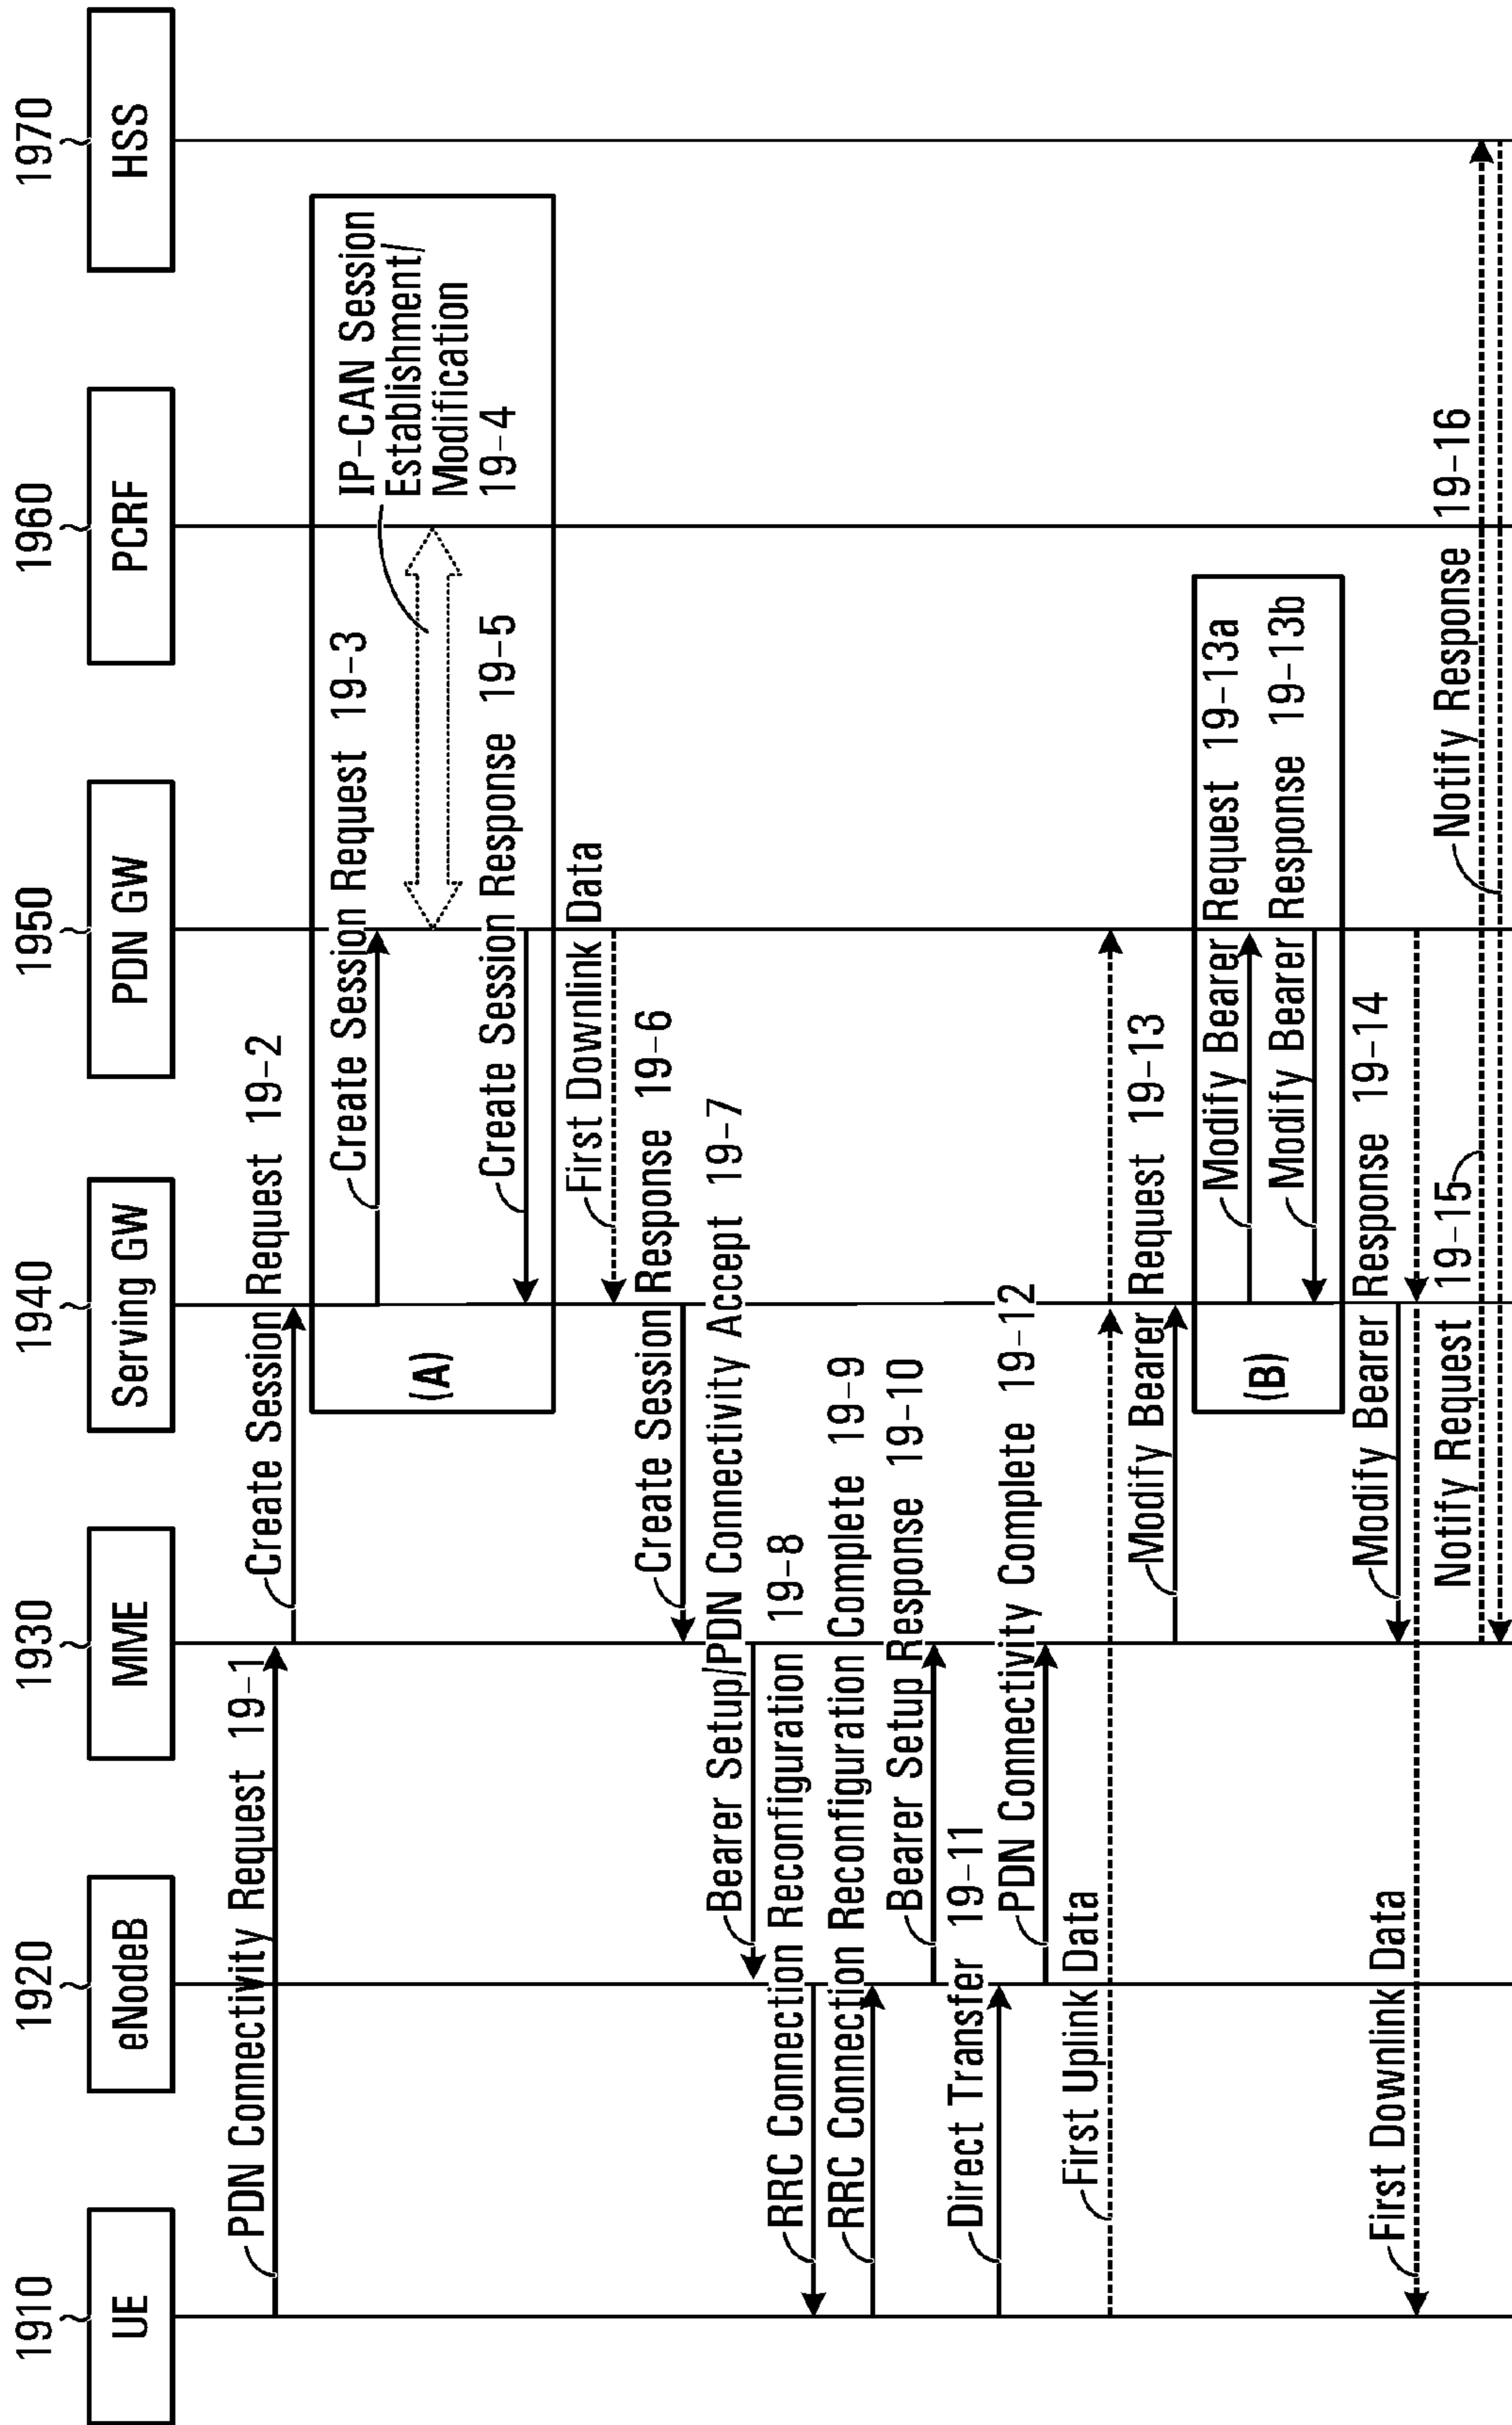 1910
1920
1930
1940
1950
1960
1970
UE
eNodeB
MME
Serving GW
PDN GW
PCRF
HSS
PDN Connectivity Request 19-1
Create Session Request 19-2
(A)
Create Session Request 19-3
IP-CAN Session
Establishment/
Modification
19-4
Create Session Response 19-5
First Downlink Data
Create Session Response 19-6
Bearer Setup/PDN Connectivity Accept 19-7
RRC Connection Reconfiguration 19-8
RRC Connection Reconfiguration Complete 19-9
Bearer Setup Response 19-10
Direct Transfer 19-11
PDN Connectivity Complete 19-12
First Uplink Data
Modify Bearer Request 19-13
(B)
Modify Bearer Request 19-13a
Modify Bearer Response 19-13b
Modify Bearer Response 19-14
First Downlink Data
Notify Request 19-15
Notify Response 19-16